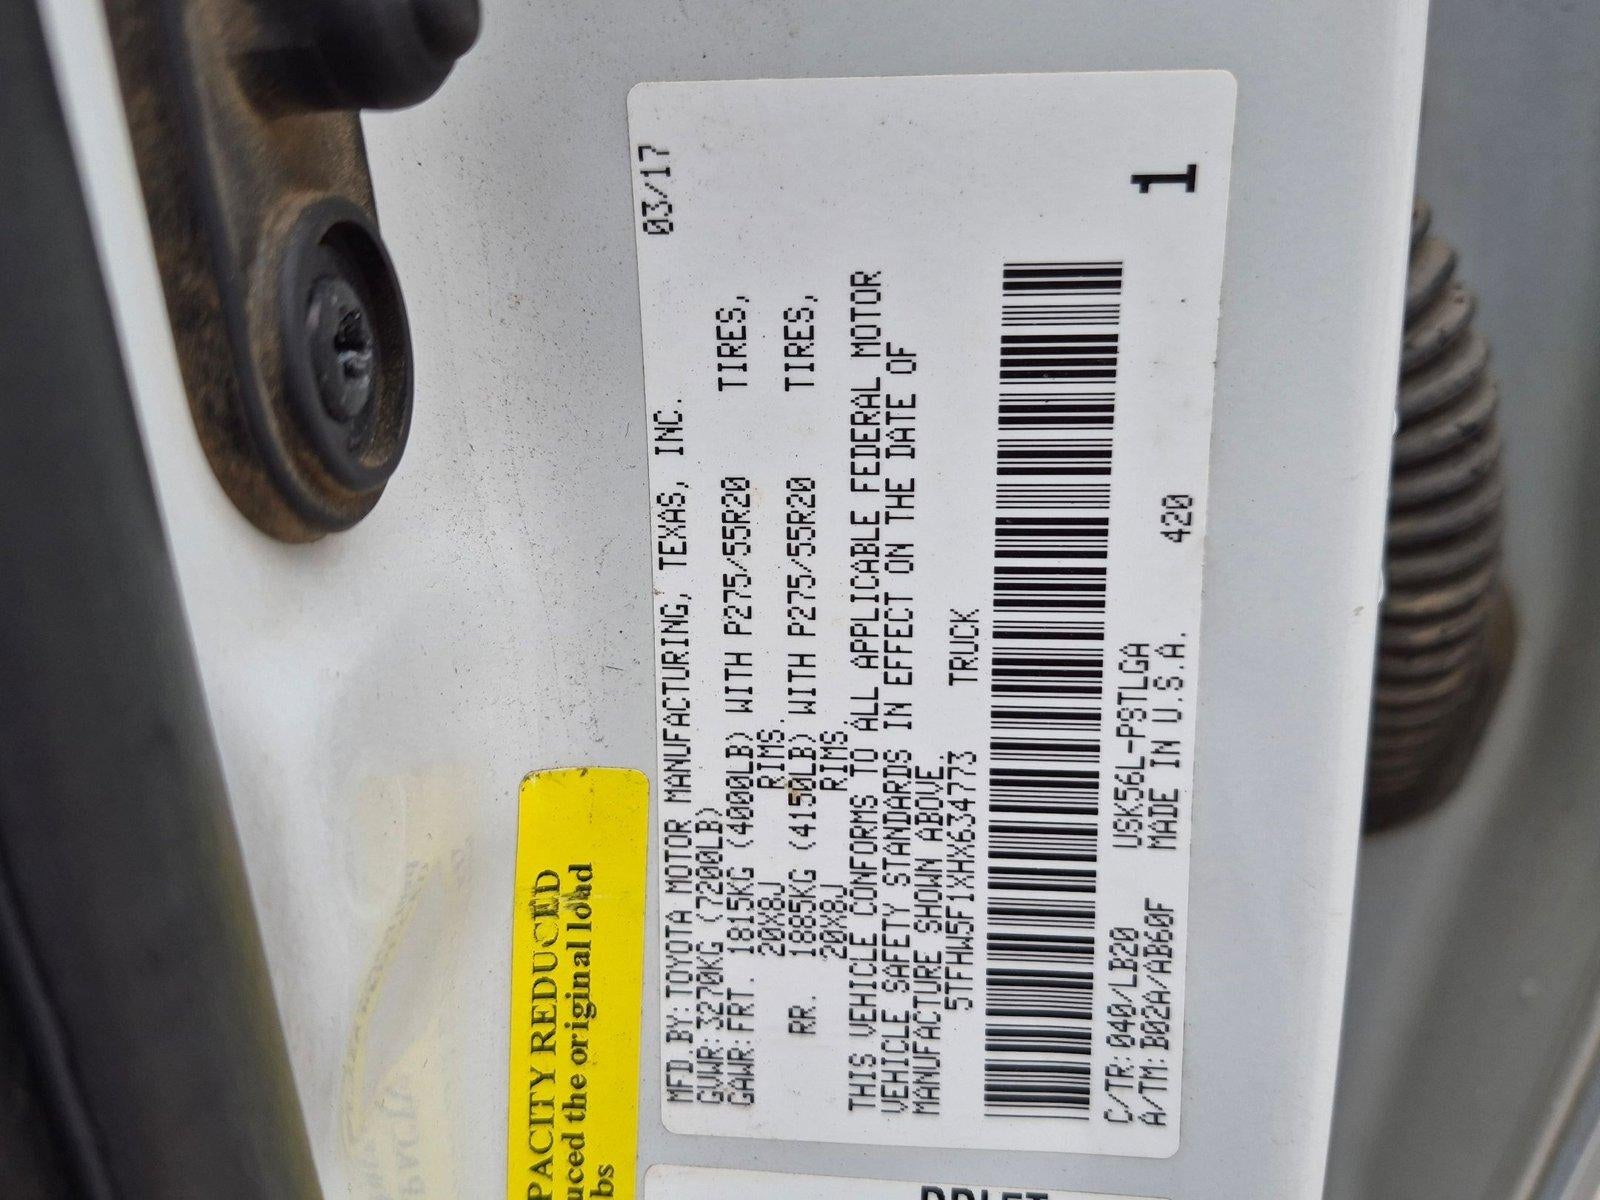 MFD BY: TOYOTA MOTOR MANUFACTURING, TEXAS, INC. 03/17
GVWR: 3270KG (7200LB)
GAWR: FRT. 1815KG (4000LB) WITH P275/55R20 TIRES,
20X8J RIMS.
RR. 1885KG (4150LB) WITH P275/55R20 TIRES,
20X8J RIMS.
THIS VEHICLE CONFORMS TO ALL APPLICABLE FEDERAL MOTOR
VEHICLE SAFETY STANDARDS IN EFFECT ON THE DATE OF
MANUFACTURE SHOWN ABOVE
5TFHW5F1XHX634773 TRUCK
C/TR: 040/LB20 USK56L-PSTLGA
A/TM: B02A/AB60F MADE IN U.S.A. 420
1
PACITY REDUCED
uced the original load
bs